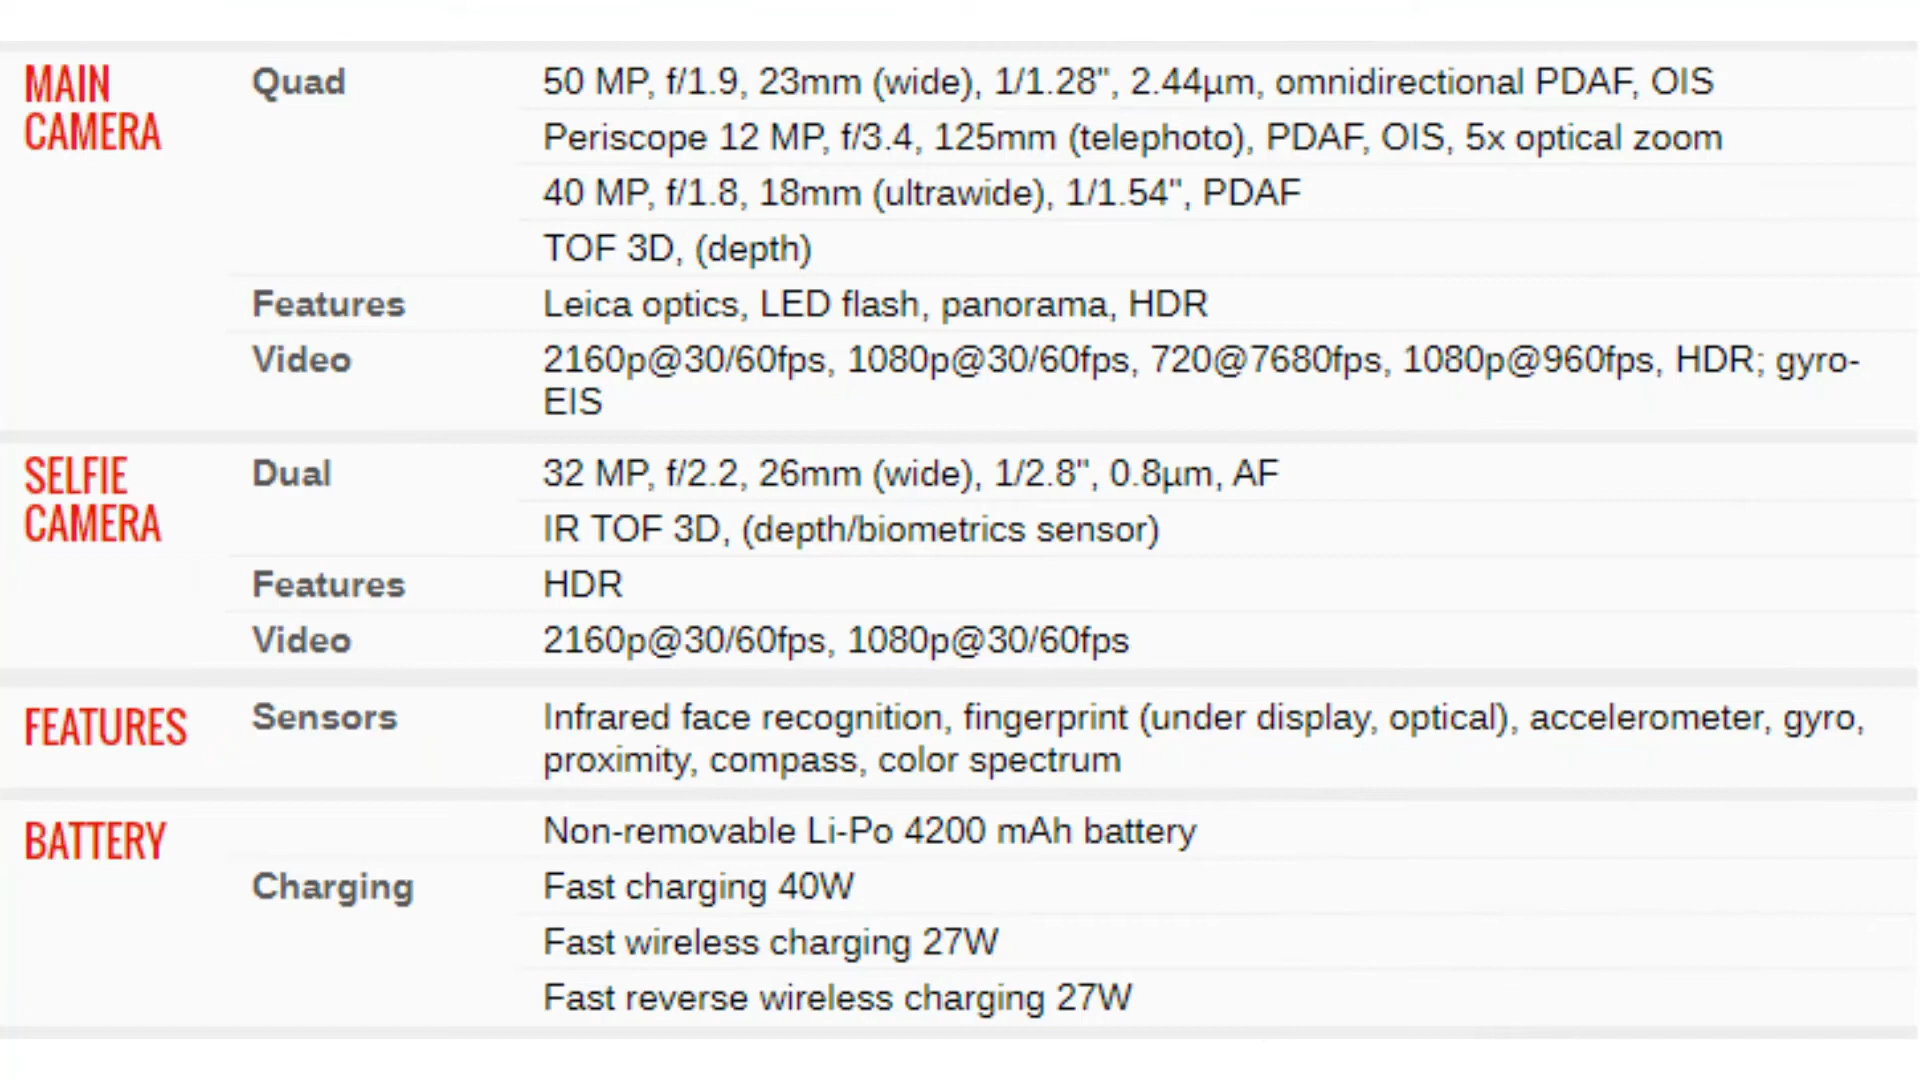 MAIN CAMERA Quad 50 MP, f/1.9, 23mm (wide), 1/1.28", 2.44µm, omnidirectional PDAF, OIS
Periscope 12 MP, f/3.4, 125mm (telephoto), PDAF, OIS, 5x optical zoom
40 MP, f/1.8, 18mm (ultrawide), 1/1.54", PDAF
TOF 3D, (depth)
Features Leica optics, LED flash, panorama, HDR
Video 2160p@30/60fps, 1080p@30/60fps, 720@7680fps, 1080p@960fps, HDR; gyro-
EIS
SELFIE CAMERA Dual 32 MP, f/2.2, 26mm (wide), 1/2.8", 0.8µm, AF
IR TOF 3D, (depth/biometrics sensor)
Features HDR
Video 2160p@30/60fps, 1080p@30/60fps
FEATURES Sensors Infrared face recognition, fingerprint (under display, optical), accelerometer, gyro,
proximity, compass, color spectrum
BATTERY Non-removable Li-Po 4200 mAh battery
Charging Fast charging 40W
Fast wireless charging 27W
Fast reverse wireless charging 27W